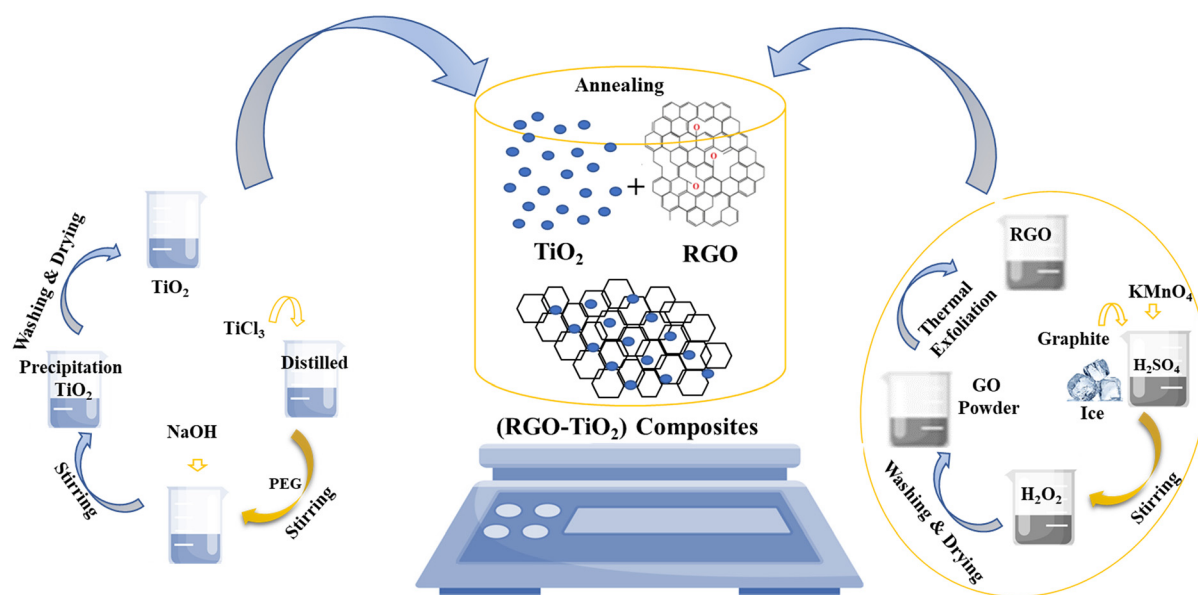 Annealing
O
O
O
+
TiO₂
RGO
(RGO-TiO₂) Composites
TiO₂
Washing & Drying
TiCl₃
Distilled
Precipitation
TiO₂
NaOH
PEG
Stirring
Stirring
RGO
KMnO₄
Thermal
Exfoliation
Graphite
H₂SO₄
Ice
GO
Powder
H₂O₂
Stirring
Washing & Drying